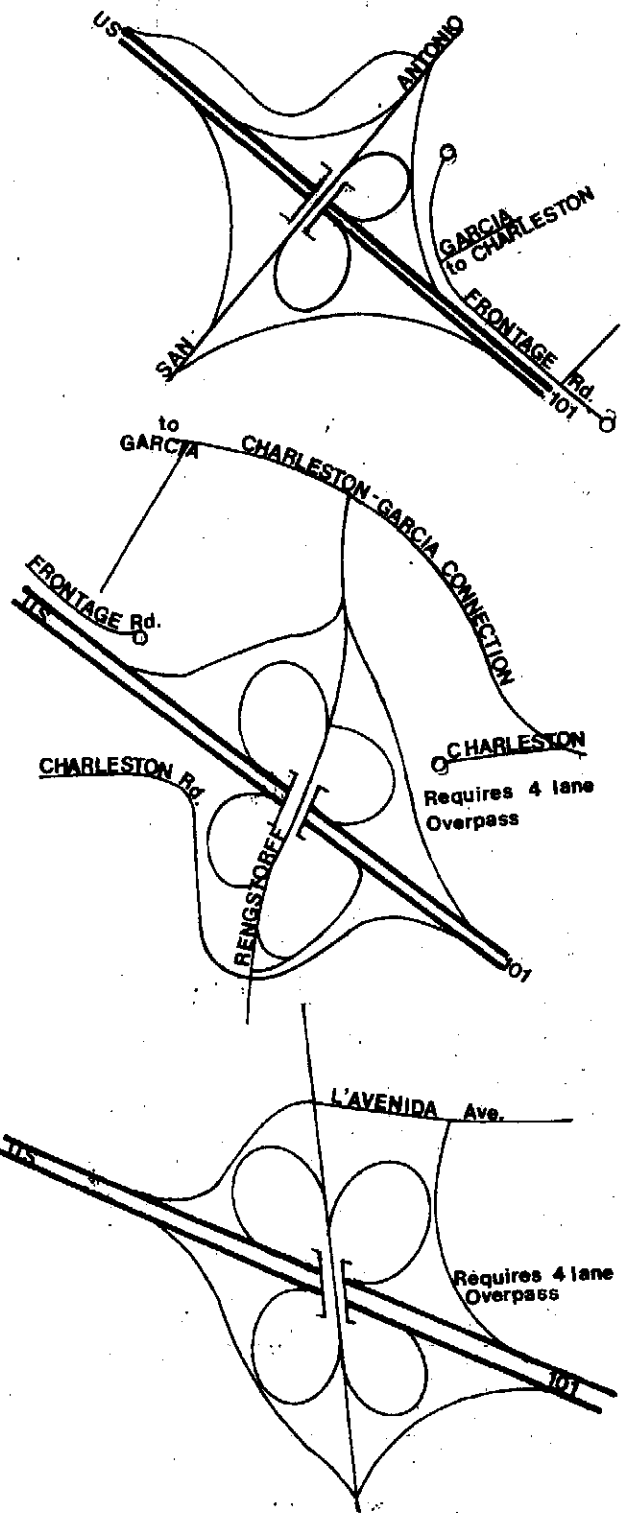 US
ANTONIO
GARCIA
to CHARLESTON
FRONTAGE Rd.
SAN
101
to
GARCIA
CHARLESTON-GARCIA CONNECTION
FRONTAGE Rd.
US
CHARLESTON
CHARLESTON Rd.
Requires 4 lane
Overpass
RENGSTORFF
101
L'AVENIDA Ave.
US
Requires 4 lane
Overpass
101